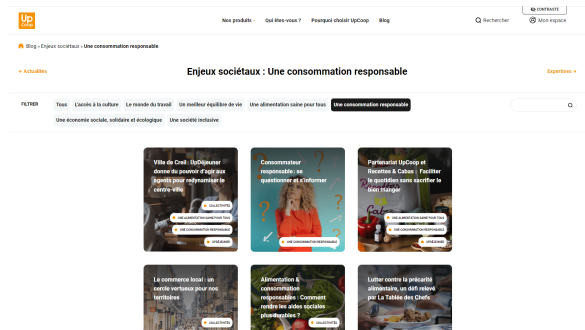 CONTRASTE
Up
Coop
Nos produits
Qui êtes-vous ?
Pourquoi choisir UpCoop
Blog
Rechercher
Mon espace
Blog » Enjeux sociétaux » Une consommation responsable
Actualités
Enjeux sociétaux : Une consommation responsable
Expertises
FILTRER
Tous
L'accès à la culture
Le monde du travail
Un meilleur équilibre de vie
Une alimentation saine pour tous
Une consommation responsable
Une économie sociale, solidaire et écologique
Une société inclusive
Ville de Creil : UpDéjeuner
donne du pouvoir d'agir aux
agents pour redynamiser le
centre-ville
COLLECTIVITÉS
UNE ALIMENTATION SAINE POUR TOUS
UNE CONSOMMATION RESPONSABLE
UPDÉJEUNER
Consommateur
responsable : se
questionner et s'informer
UNE CONSOMMATION RESPONSABLE
Partenariat UpCoop et
Recettes & Cabas : Faciliter
le quotidien sans sacrifier le
bien manger
UNE ALIMENTATION SAINE POUR TOUS
UNE CONSOMMATION RESPONSABLE
UPDÉJEUNER
Le commerce local : un
cercle vertueux pour nos
territoires
COLLECTIVITÉS
Alimentation &
consommation
responsables : Comment
rendre les aides sociales
plus durables ?
COLLECTIVITÉS
Lutter contre la précarité
alimentaire, un défi relevé
par La Tablée des Chefs